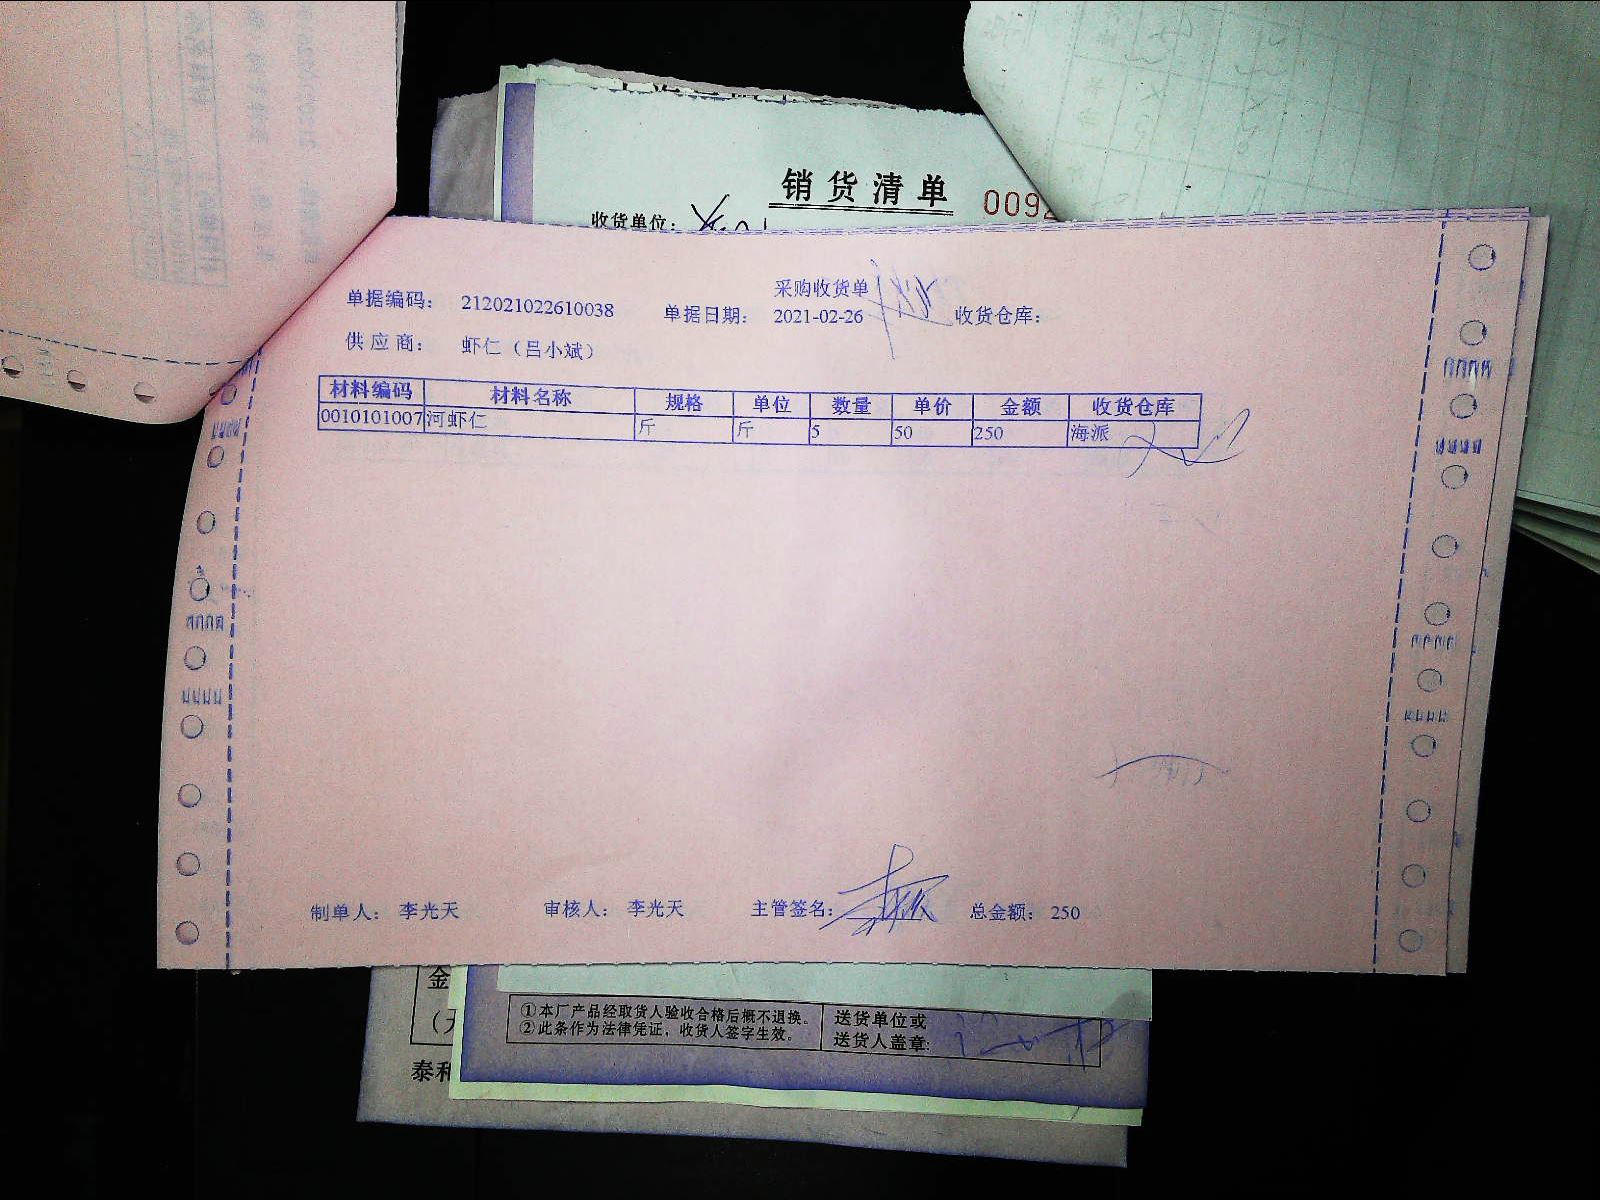 销货清单 0092
收货单位:
采购收货单
单据编码: 212021022610038 单据日期: 2021-02-26 收货仓库:
供应商: 虾仁（吕小斌）
材料编码 材料名称 规格 单位 数量 单价 金额 收货仓库
0010101007 河虾仁 斤 斤 5 50 250 海派
制单人: 李光天 审核人: 李光天 主管签名: 总金额: 250
金
①本厂产品经取货人验收合格后概不退换。 送货单位或
②此条作为法律凭证，收货人签字生效。 送货人盖章:
泰和